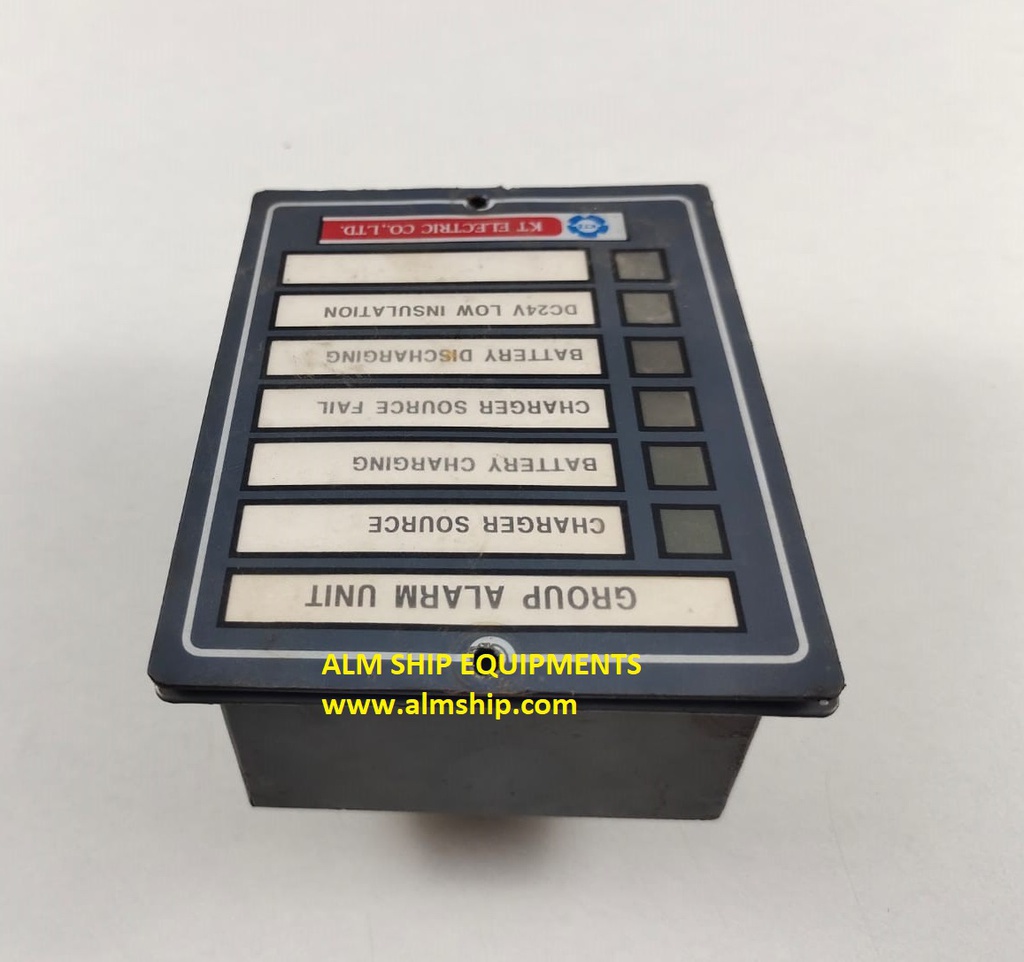 GROUP ALARM UNIT
CHARGER SOURCE
BATTERY CHARGING
CHARGER SOURCE FAIL
BATTERY DISCHARGING
DC24V LOW INSULATION
KTE KT ELECTRIC CO.,LTD.
ALM SHIP EQUIPMENTS
www.almship.com